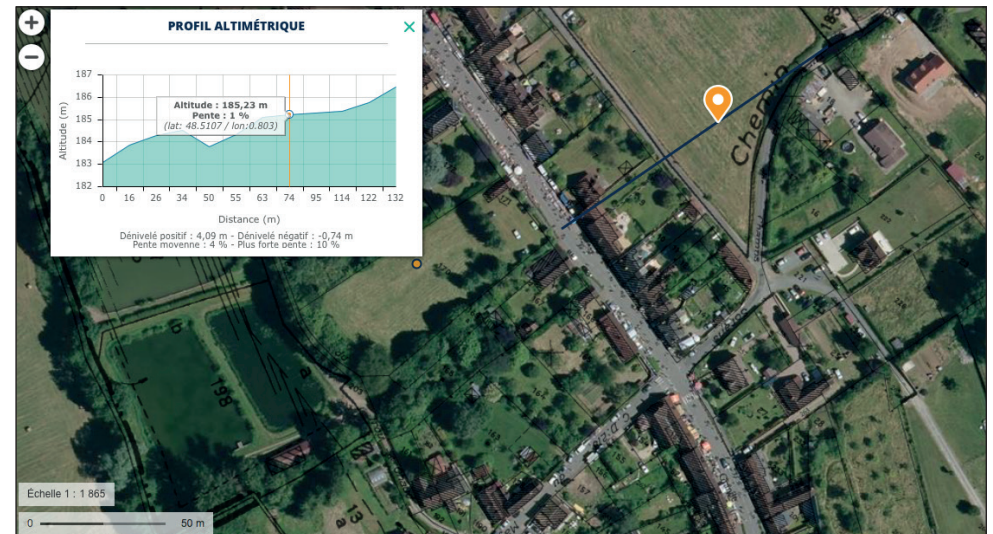 +
−
PROFIL ALTIMÉTRIQUE
×
187
186
185
184
183
182
Altitude (m)
Altitude : 185,23 m
Pente : 1 %
(lat: 48.5107 / lon:0.803)
0 16 26 34 50 55 63 74 95 114 122 132
Distance (m)
Dénivelé positif : 4,09 m - Dénivelé négatif : -0,74 m
Pente movenne : 4 % - Plus forte pente : 10 %
Chemin
198
a
13
a
Échelle 1 : 1 865
0 50 m